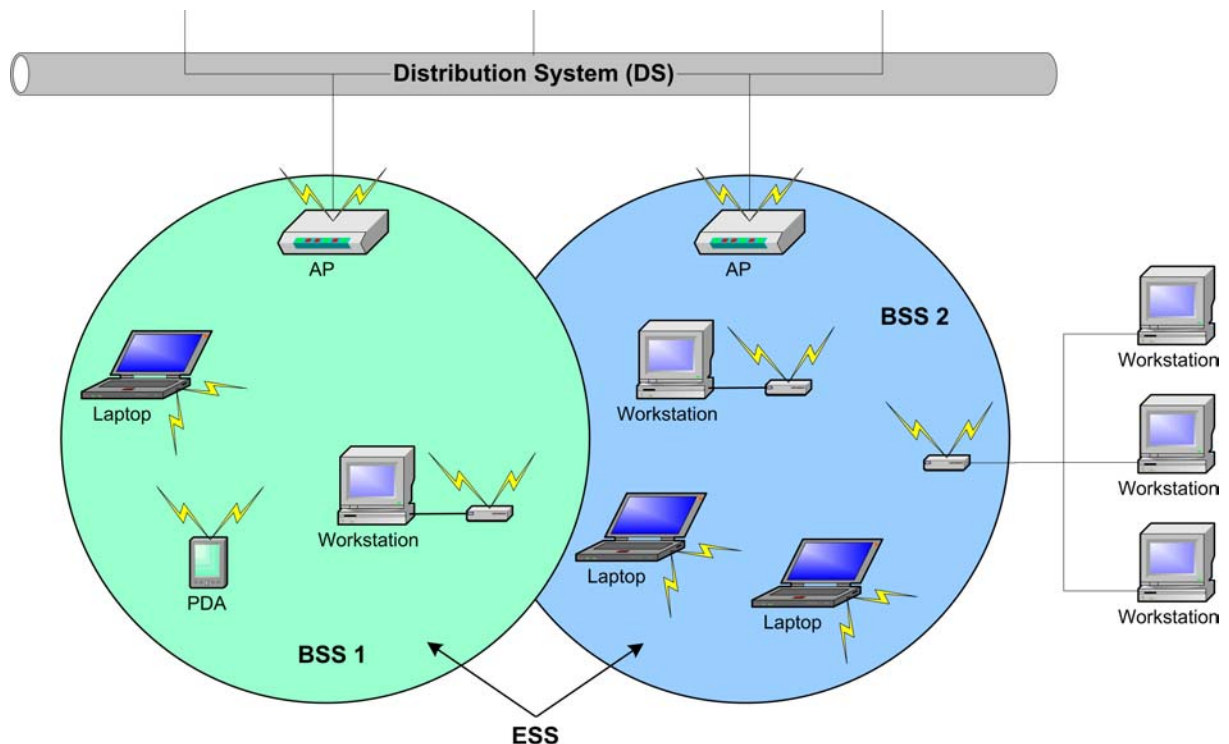 Distribution System (DS)
AP
AP
BSS 2
Workstation
Laptop
Workstation
Workstation
Workstation
Laptop
PDA
Laptop
Workstation
BSS 1
ESS